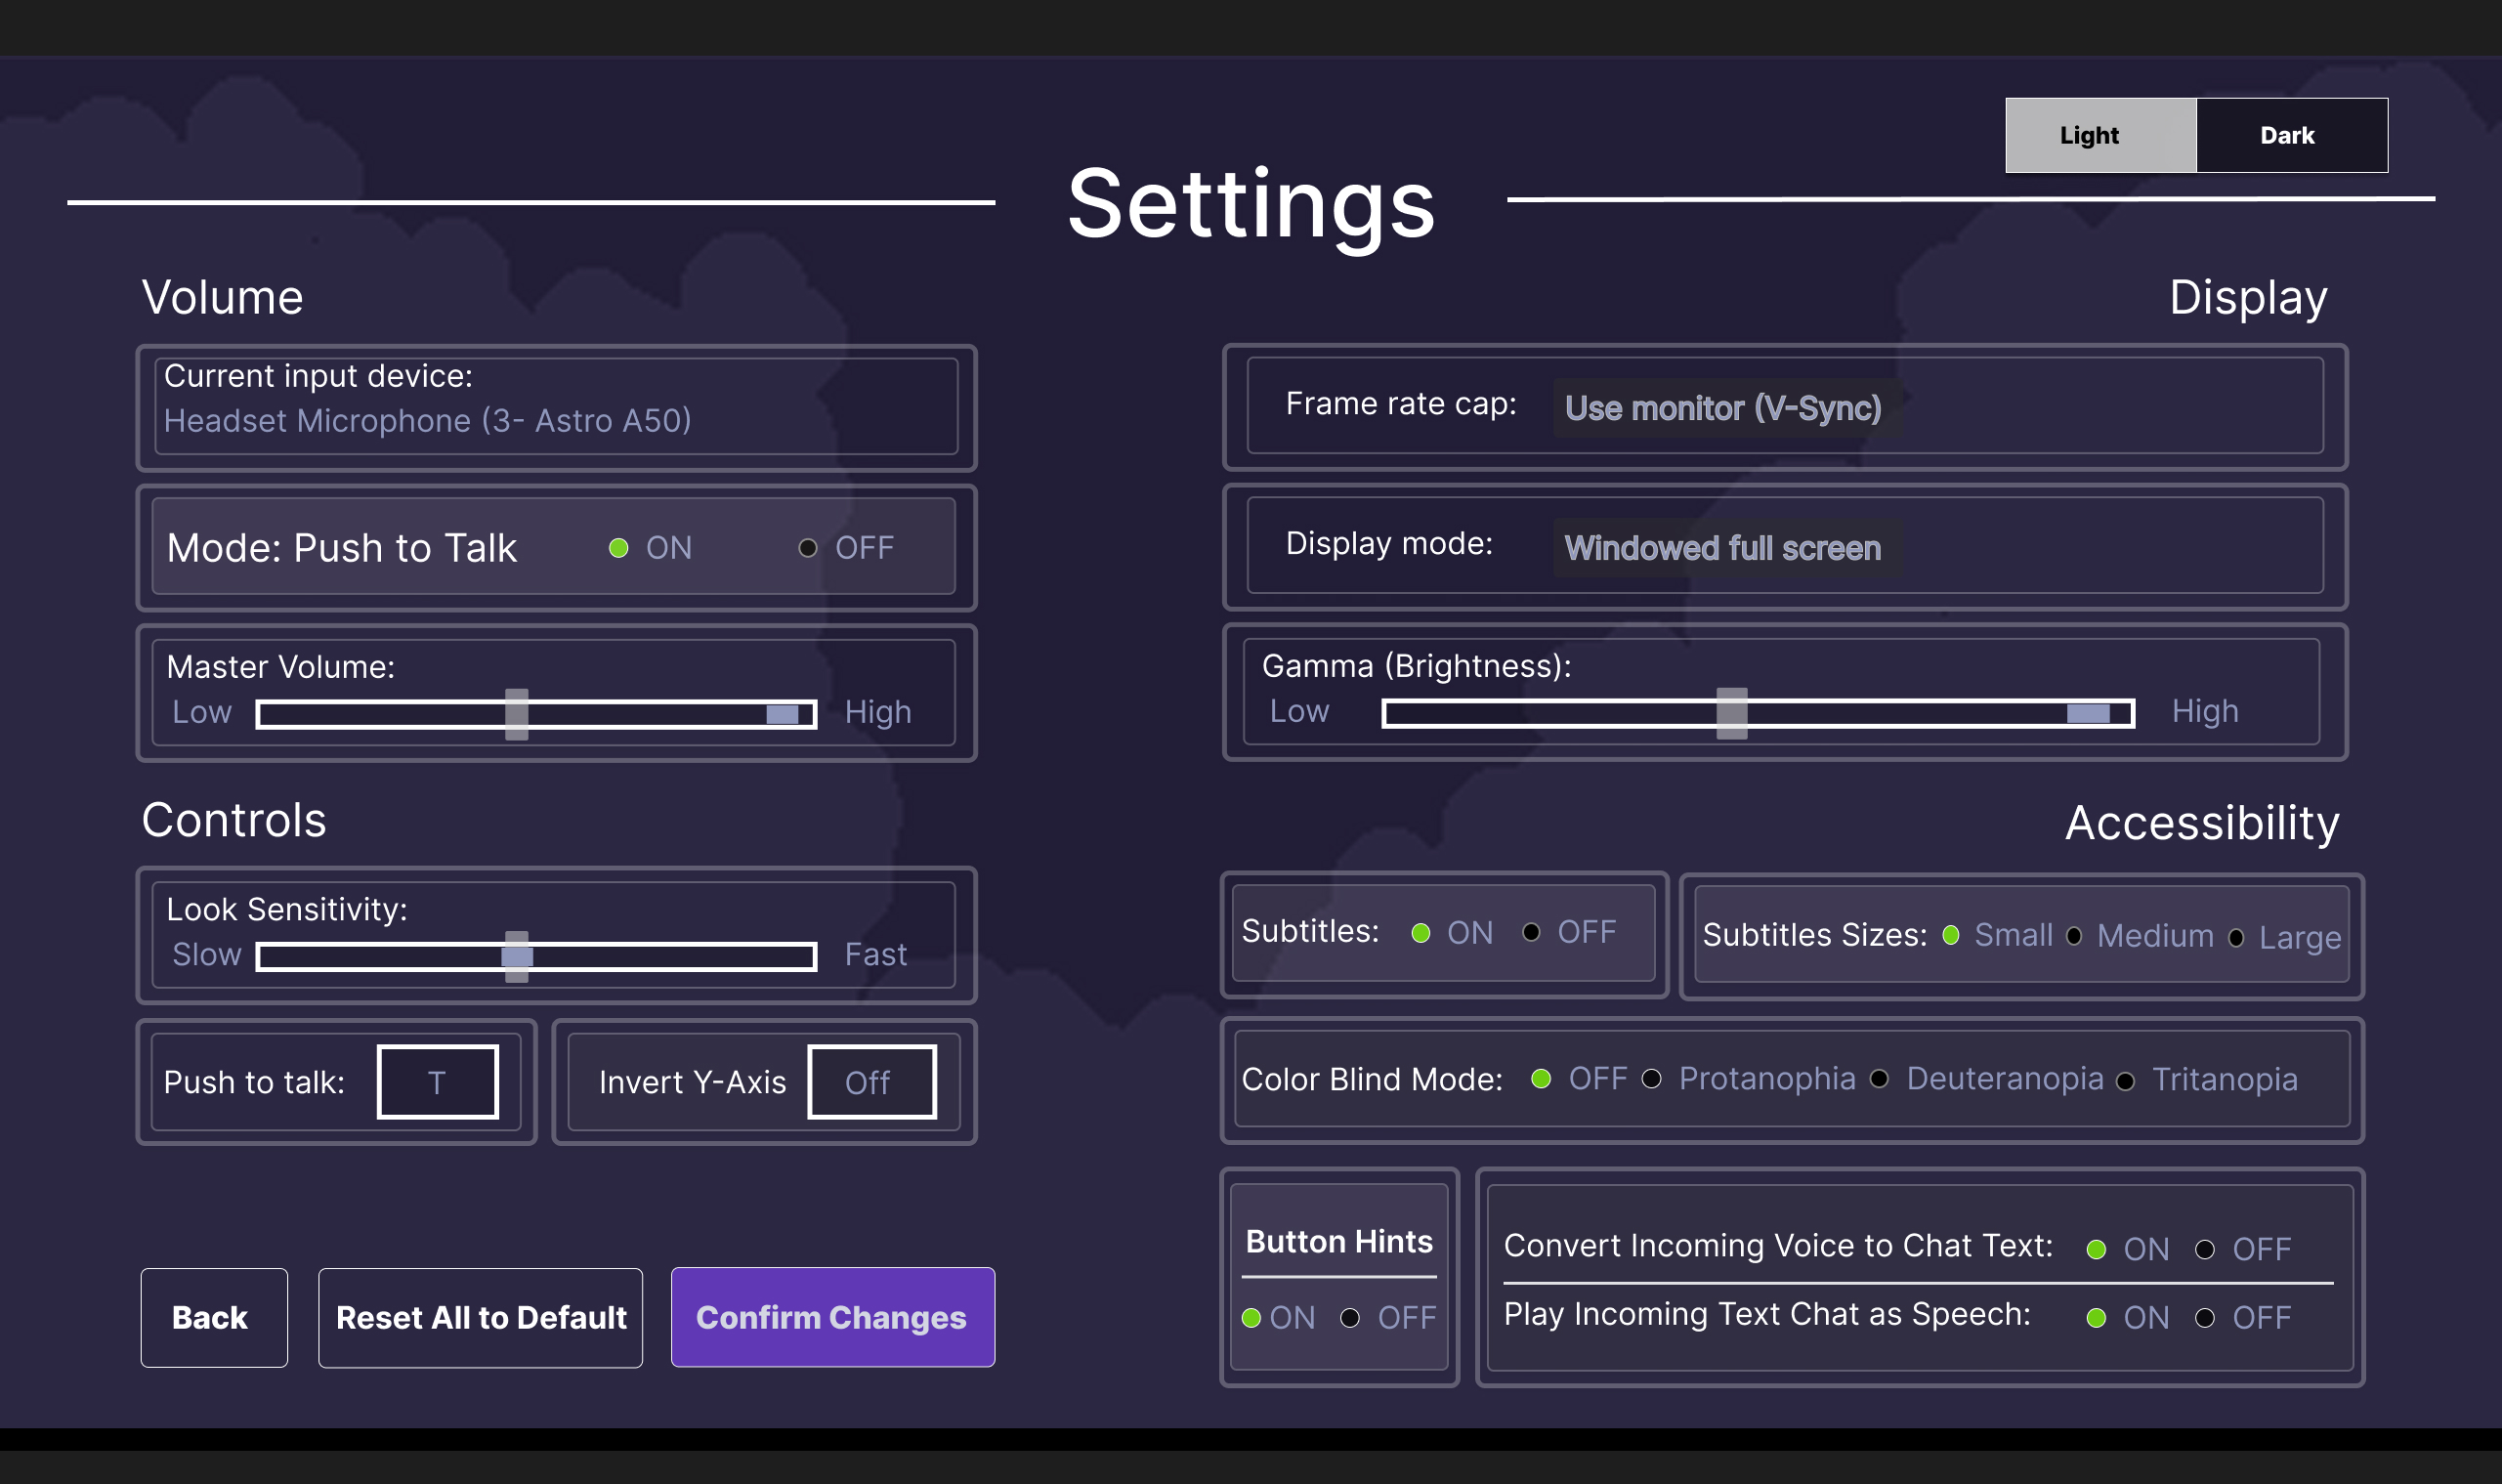 Light Dark
Settings
Volume
Current input device:
Headset Microphone (3- Astro A50)
Mode: Push to Talk ON OFF
Master Volume:
Low High
Controls
Look Sensitivity:
Slow Fast
Push to talk: T
Invert Y-Axis Off
Back
Reset All to Default
Confirm Changes
Display
Frame rate cap: Use monitor (V-Sync)
Display mode: Windowed full screen
Gamma (Brightness):
Low High
Accessibility
Subtitles: ON OFF
Subtitles Sizes: Small Medium Large
Color Blind Mode: OFF Protanophia Deuteranopia Tritanopia
Button Hints
ON OFF
Convert Incoming Voice to Chat Text: ON OFF
Play Incoming Text Chat as Speech: ON OFF